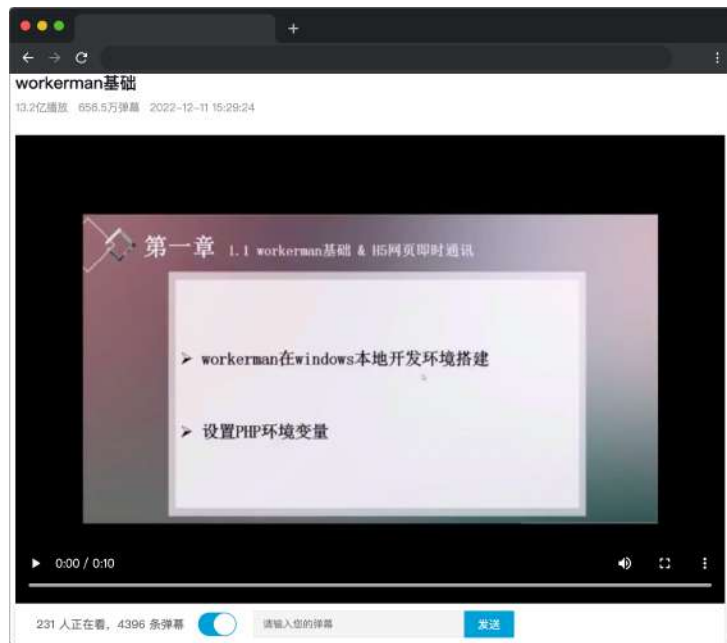 workerman基础
13.2亿播放 656.5万弹幕 2022-12-11 15:29:24
第一章 1.1 workerman基础 & H5网页即时通讯
➢ workerman在windows本地开发环境搭建
➢ 设置PHP环境变量
0:00 / 0:10
231 人正在看，4396 条弹幕 请输入您的弹幕 发送